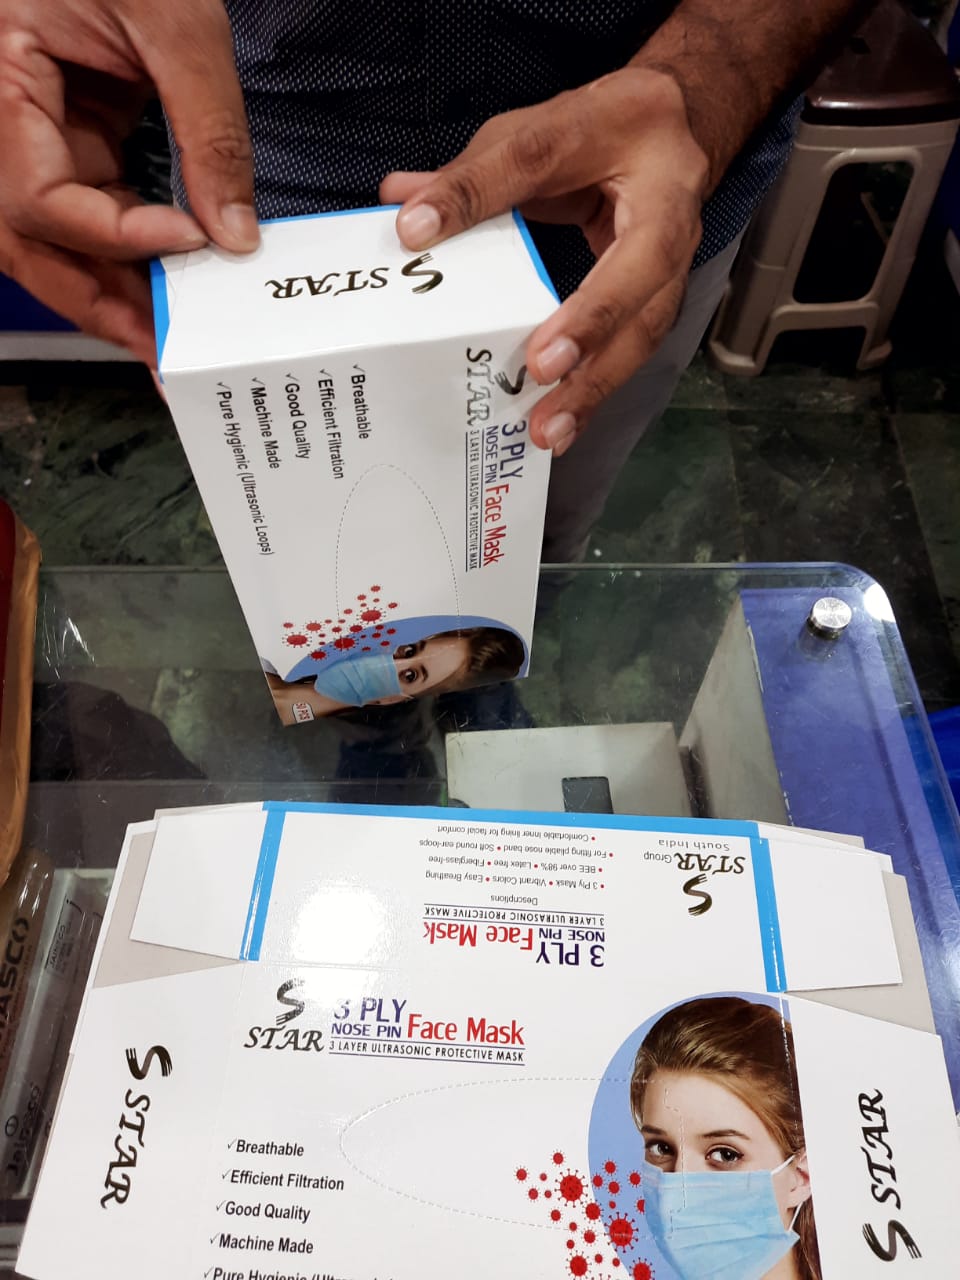 STAR
STAR
3 PLY
NOSE PIN Face Mask
3 LAYER ULTRASONIC PROTECTIVE MASK
✓Breathable
✓Efficient Filtration
✓Good Quality
✓Machine Made
✓Pure Hygienic (Ultrasonic Loops)
50 PCS
3 PLY
NOSE PIN Face Mask
3 LAYER ULTRASONIC PROTECTIVE MASK
Descriptions
• 3 Ply Mask • Vibrant Colors • Easy Breathing
• BEE over 98% • Latex free • Fiberglass-free
• For fitting pliable nose band • Soft round ear-loops
• Comfortable inner lining for facial comfort
STAR Group
South India
STAR
3 PLY
NOSE PIN Face Mask
3 LAYER ULTRASONIC PROTECTIVE MASK
✓Breathable
✓Efficient Filtration
✓Good Quality
✓Machine Made
✓Pure Hygienic
STAR
STAR